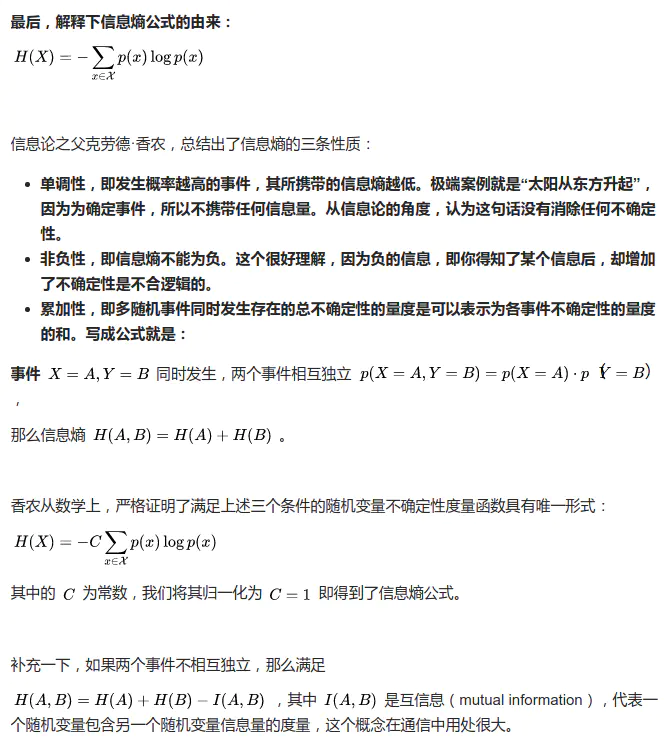 最后，解释下信息熵公式的由来：
H(X) = −∑x∈𝒳 p(x) log p(x)
信息论之父克劳德·香农，总结出了信息熵的三条性质：
• 单调性，即发生概率越高的事件，其所携带的信息熵越低。极端案例就是“太阳从东方升起”，
因为为确定事件，所以不携带任何信息量。从信息论的角度，认为这句话没有消除任何不确定
性。
• 非负性，即信息熵不能为负。这个很好理解，因为负的信息，即你得知了某个信息后，却增加
了不确定性是不合逻辑的。
• 累加性，即多随机事件同时发生存在的总不确定性的量度是可以表示为各事件不确定性的量度
的和。写成公式就是：
事件 X = A, Y = B 同时发生，两个事件相互独立 p(X = A, Y = B) = p(X = A) · p（Y = B）
，
那么信息熵 H(A, B) = H(A) + H(B) 。
香农从数学上，严格证明了满足上述三个条件的随机变量不确定性度量函数具有唯一形式：
H(X) = −C∑x∈𝒳 p(x) log p(x)
其中的 C 为常数，我们将其归一化为 C = 1 即得到了信息熵公式。
补充一下，如果两个事件不相互独立，那么满足
H(A, B) = H(A) + H(B) − I(A, B) ，其中 I(A, B) 是互信息（mutual information），代表一
个随机变量包含另一个随机变量信息量的度量，这个概念在通信中用处很大。